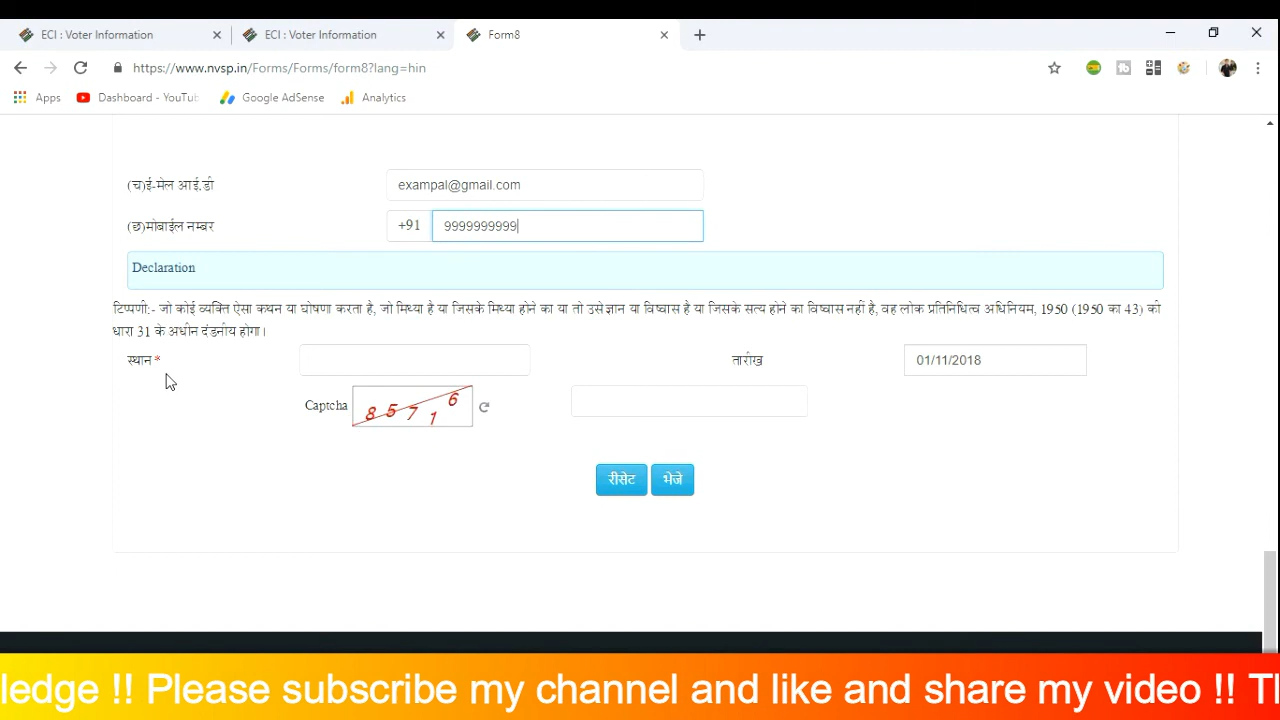 ECI : Voter Information
ECI : Voter Information
Form8
https://www.nvsp.in/Forms/Forms/form8?lang=hin
Apps
Dashboard - YouTub
Google AdSense
Analytics
(च)ई-मेल आई.डी
exampal@gmail.com
(छ)मोबाईल नम्बर
+91
9999999999
Declaration
टिप्पणी:- जो कोई व्यक्ति ऐसा कथन या घोषणा करता है, जो मिथ्या है या जिसके मिथ्या होने का या तो उसे ज्ञान या विष्वास है या जिसके सत्य होने का विष्वास नहीं है, वह लोक प्रतिनिधित्व अधिनियम, 1950 (1950 का 43) की
धारा 31 के अधीन दंडनीय होगा।
स्थान *
तारीख
01/11/2018
Captcha
8 5 7 1 6
रीसेट
भेजे
ledge !! Please subscribe my channel and like and share my video !! Tl